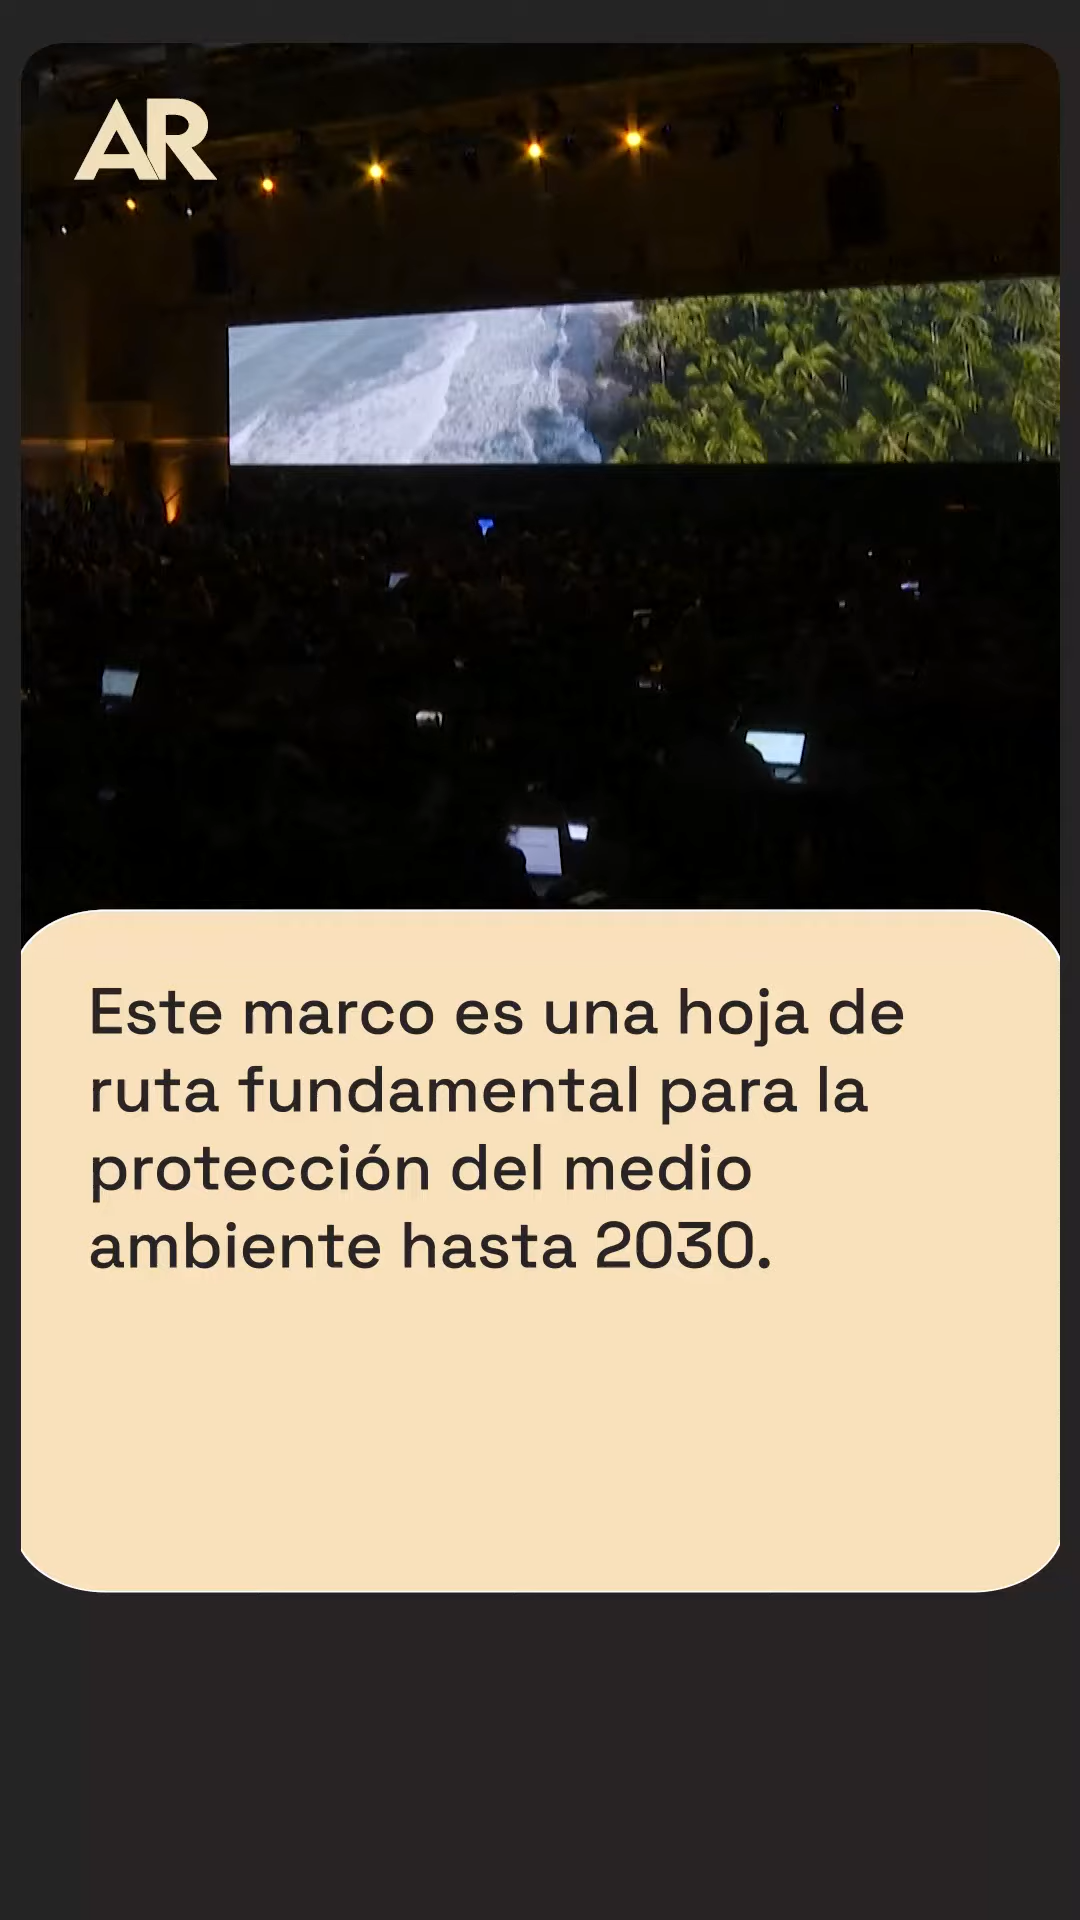 AR
Este marco es una hoja de
ruta fundamental para la
protección del medio
ambiente hasta 2030.